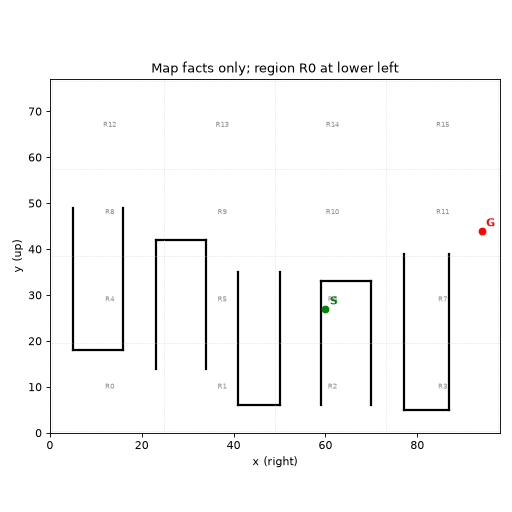 Map facts only; region R0 at lower left
70
R12 R13 R14 R15
60
50
R8 R9 R10 R11
G
40
30
R4 R5 S R7
20
10
R0 R1 R2 R3
0
0 20 40 60 80
x (right)
y (up)